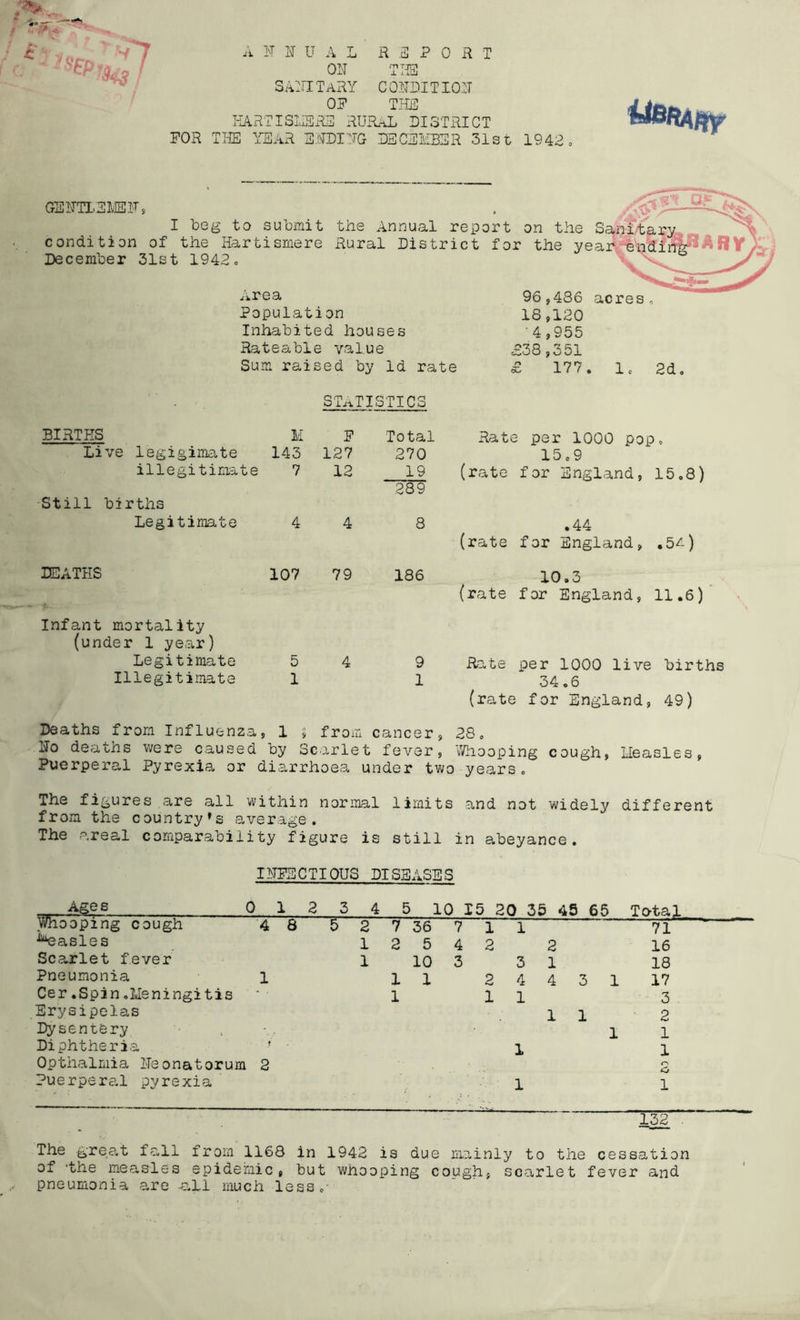 7 SEP 1943
ANNUAL REPORT
ON THE
SANITARY CONDITION
OF THE
HARTISMERE RURAL DISTRICT
FOR THE YEAR ENDING DECEMBER 31st 1942.
LIBRARY
GENTLEMEN,
I beg to submit the Annual report on the Sanitary
condition of the Hartismere Rural District for the year ending
December 31st 1942.
Area 96,486 acres.
Population 18,120
Inhabited houses 4,955
Rateable value £38,351
Sum raised by 1d rate £ 177. 1. 2d.
STATISTICS
BIRTHS M F Total Rate per 1000 pop.
Live legigimate 143 127 270 15.9
illegitimate 7 12 19 (rate for England, 15.8)
289
Still births
Legitimate 4 4 8 .44
(rate for England, .54)
DEATHS 107 79 186 10.3
(rate for England, 11.6)
Infant mortality
(under 1 year)
Legitimate 5 4 9 Rate per 1000 live births
Illegitimate 1 1 34.6
(rate for England, 49)
Deaths from Influenza, 1 ; from cancer, 28.
No deaths were caused by Scarlet fever, Whooping cough, Measles,
Puerperal Pyrexia or diarrhoea under two years.
The figures are all within normal limits and not widely different
from the country's average.
The areal comparability figure is still in abeyance.
INFECTIOUS DISEASES
Ages 0 1 2 3 4 5 10 15 20 35 45 65 Total
Whooping cough 4 8 5 2 7 36 7 1 1 71
Measles 1 2 5 4 2 2 16
Scarlet fever 1 10 3 3 1 18
Pneumonia 1 1 1 2 4 4 3 1 17
Cer.Spin.Meningitis 1 1 1 3
Erysipelas 1 1 2
Dysentery 1 1
Diphtheria 1 1
Opthalmia Neonatorum 2 2
Puerperal pyrexia 1 1
132
The great fall from 1168 in 1942 is due mainly to the cessation
of the measles epidemic, but whooping cough, scarlet fever and
pneumonia are all much less.